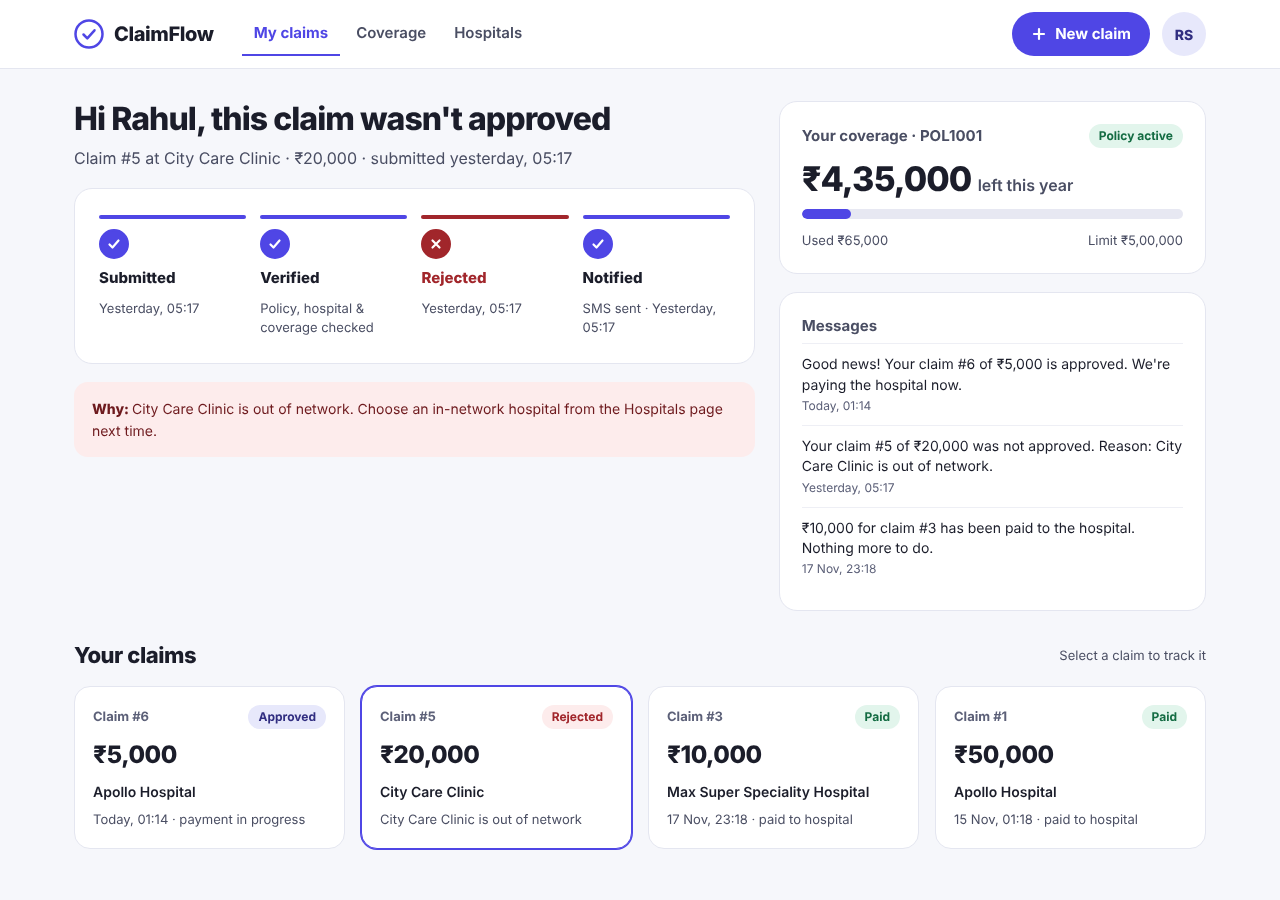 ClaimFlow
My claims
Coverage
Hospitals
+ New claim
RS
Hi Rahul, this claim wasn't approved
Claim #5 at City Care Clinic · ₹20,000 · submitted yesterday, 05:17
Submitted
Yesterday, 05:17
Verified
Policy, hospital &
coverage checked
Rejected
Yesterday, 05:17
Notified
SMS sent · Yesterday,
05:17
Why: City Care Clinic is out of network. Choose an in-network hospital from the Hospitals page
next time.
Your coverage · POL1001
Policy active
₹4,35,000 left this year
Used ₹65,000
Limit ₹5,00,000
Messages
Good news! Your claim #6 of ₹5,000 is approved. We're
paying the hospital now.
Today, 01:14
Your claim #5 of ₹20,000 was not approved. Reason: City
Care Clinic is out of network.
Yesterday, 05:17
₹10,000 for claim #3 has been paid to the hospital.
Nothing more to do.
17 Nov, 23:18
Your claims
Select a claim to track it
Claim #6
Approved
₹5,000
Apollo Hospital
Today, 01:14 · payment in progress
Claim #5
Rejected
₹20,000
City Care Clinic
City Care Clinic is out of network
Claim #3
Paid
₹10,000
Max Super Speciality Hospital
17 Nov, 23:18 · paid to hospital
Claim #1
Paid
₹50,000
Apollo Hospital
15 Nov, 01:18 · paid to hospital